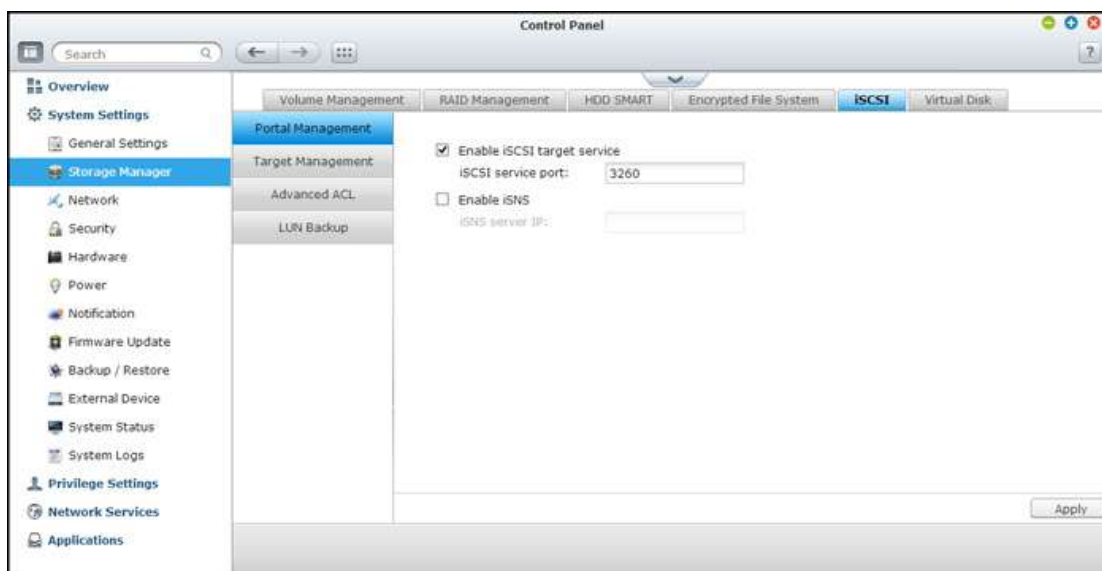 Control Panel
Search
?
Overview
System Settings
General Settings
Storage Manager
Network
Security
Hardware
Power
Notification
Firmware Update
Backup / Restore
External Device
System Status
System Logs
Privilege Settings
Network Services
Applications
Volume Management RAID Management HDD SMART Encrypted File System iSCSI Virtual Disk
Portal Management
Target Management
Advanced ACL
LUN Backup
Enable iSCSI target service
iSCSI service port: 3260
Enable iSNS
iSNS server IP:
Apply